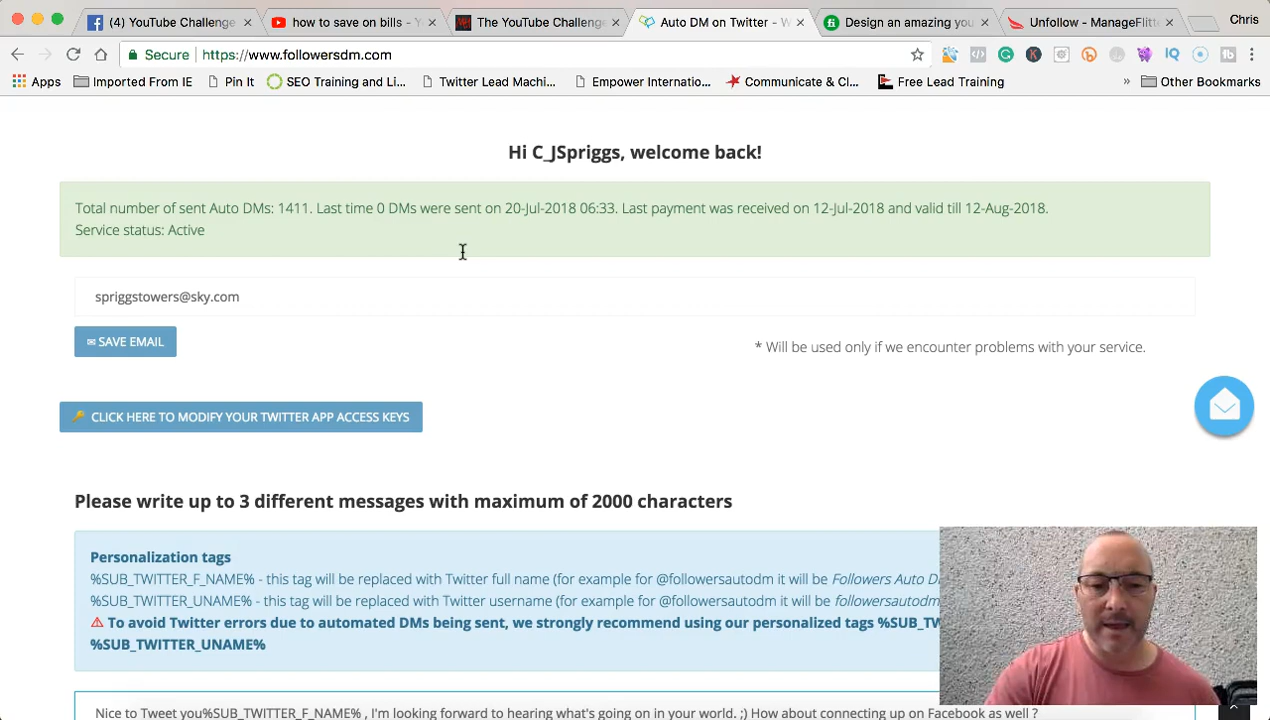 (4) YouTube Challenge
how to save on bills - Yo
The YouTube Challenge
Auto DM on Twitter - W
Design an amazing you
Unfollow - ManageFlitte
Chris
Secure
https://www.followersdm.com
Apps
Imported From IE
Pin It
SEO Training and Li...
Twitter Lead Machi...
Empower Internatio...
Communicate & Cl...
Free Lead Training
»
Other Bookmarks
Hi C_JSpriggs, welcome back!
Total number of sent Auto DMs: 1411. Last time 0 DMs were sent on 20-Jul-2018 06:33. Last payment was received on 12-Jul-2018 and valid till 12-Aug-2018.
Service status: Active
spriggstowers@sky.com
SAVE EMAIL
* Will be used only if we encounter problems with your service.
CLICK HERE TO MODIFY YOUR TWITTER APP ACCESS KEYS
Please write up to 3 different messages with maximum of 2000 characters
Personalization tags
%SUB_TWITTER_F_NAME% - this tag will be replaced with Twitter full name (for example for @followersautodm it will be Followers Auto D
%SUB_TWITTER_UNAME% - this tag will be replaced with Twitter username (for example for @followersautodm it will be followersautodm
To avoid Twitter errors due to automated DMs being sent, we strongly recommend using our personalized tags %SUB_TW
%SUB_TWITTER_UNAME%
Nice to Tweet you%SUB_TWITTER_F_NAME% , I'm looking forward to hearing what's going on in your world. ;) How about connecting up on Facebook as well ?